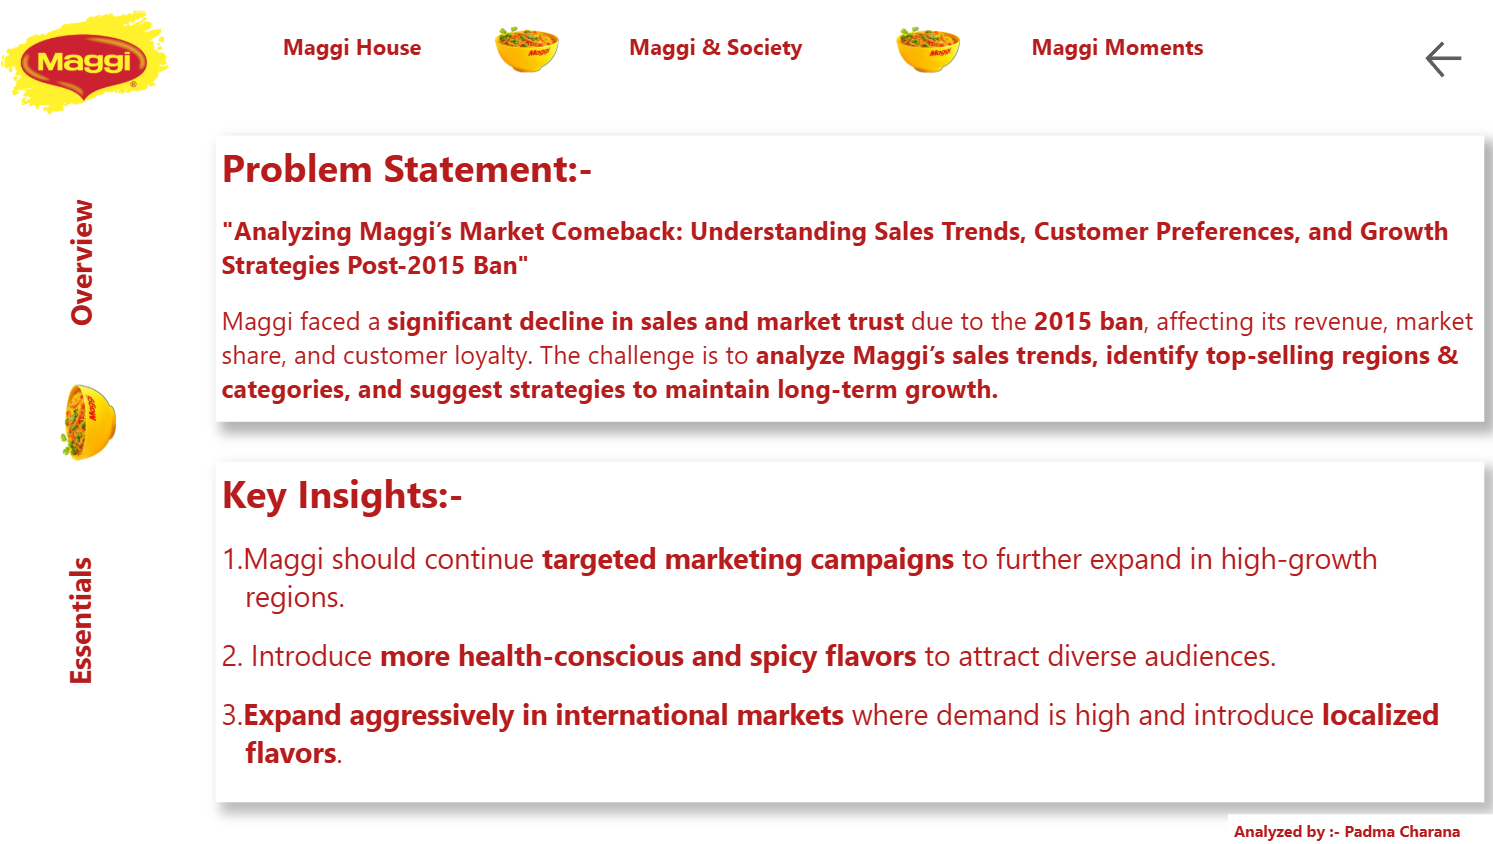 Maggi
Maggi House
Maggi
Maggi & Society
Maggi
Maggi Moments
Overview
Maggi
Essentials
Problem Statement:-
"Analyzing Maggi’s Market Comeback: Understanding Sales Trends, Customer Preferences, and Growth
Strategies Post-2015 Ban"
Maggi faced a significant decline in sales and market trust due to the 2015 ban, affecting its revenue, market
share, and customer loyalty. The challenge is to analyze Maggi’s sales trends, identify top-selling regions &
categories, and suggest strategies to maintain long-term growth.
Key Insights:-
1.Maggi should continue targeted marketing campaigns to further expand in high-growth
regions.
2. Introduce more health-conscious and spicy flavors to attract diverse audiences.
3.Expand aggressively in international markets where demand is high and introduce localized
flavors.
Analyzed by :- Padma Charana